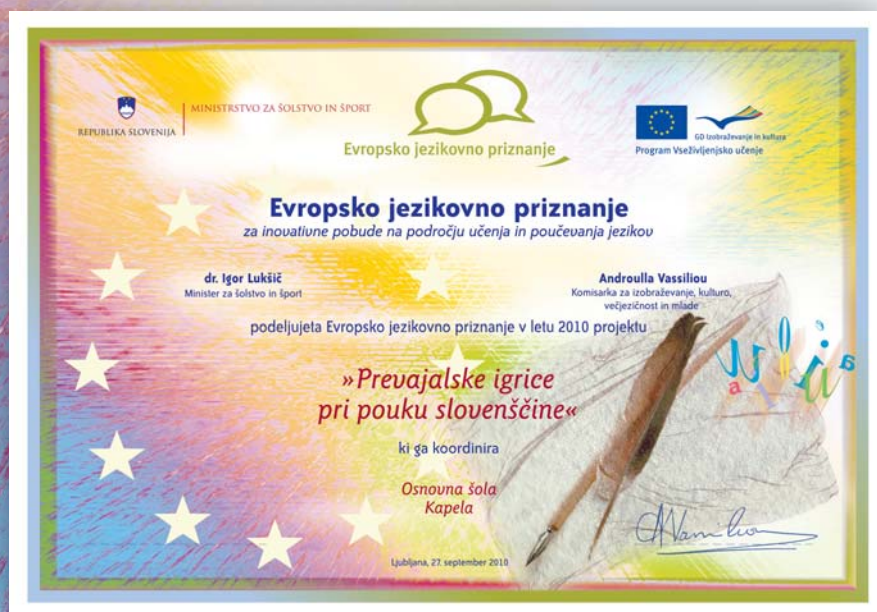 REPUBLIKA SLOVENIJA
MINISTRSTVO ZA ŠOLSTVO IN ŠPORT
Evropsko jezikovno priznanje
GD Izobraževanje in kultura
Program Vseživljenjsko učenje
Evropsko jezikovno priznanje
za inovativne pobude na področju učenja in poučevanja jezikov
dr. Igor Lukšič
Minister za šolstvo in šport
Androulla Vassiliou
Komisarka za izobraževanje, kulturo,
večjezičnost in mlade
podeljujeta Evropsko jezikovno priznanje v letu 2010 projektu
»Prevajalske igrice
pri pouku slovenščine«
ki ga koordinira
Osnovna šola
Kapela
Ljubljana, 27. september 2010